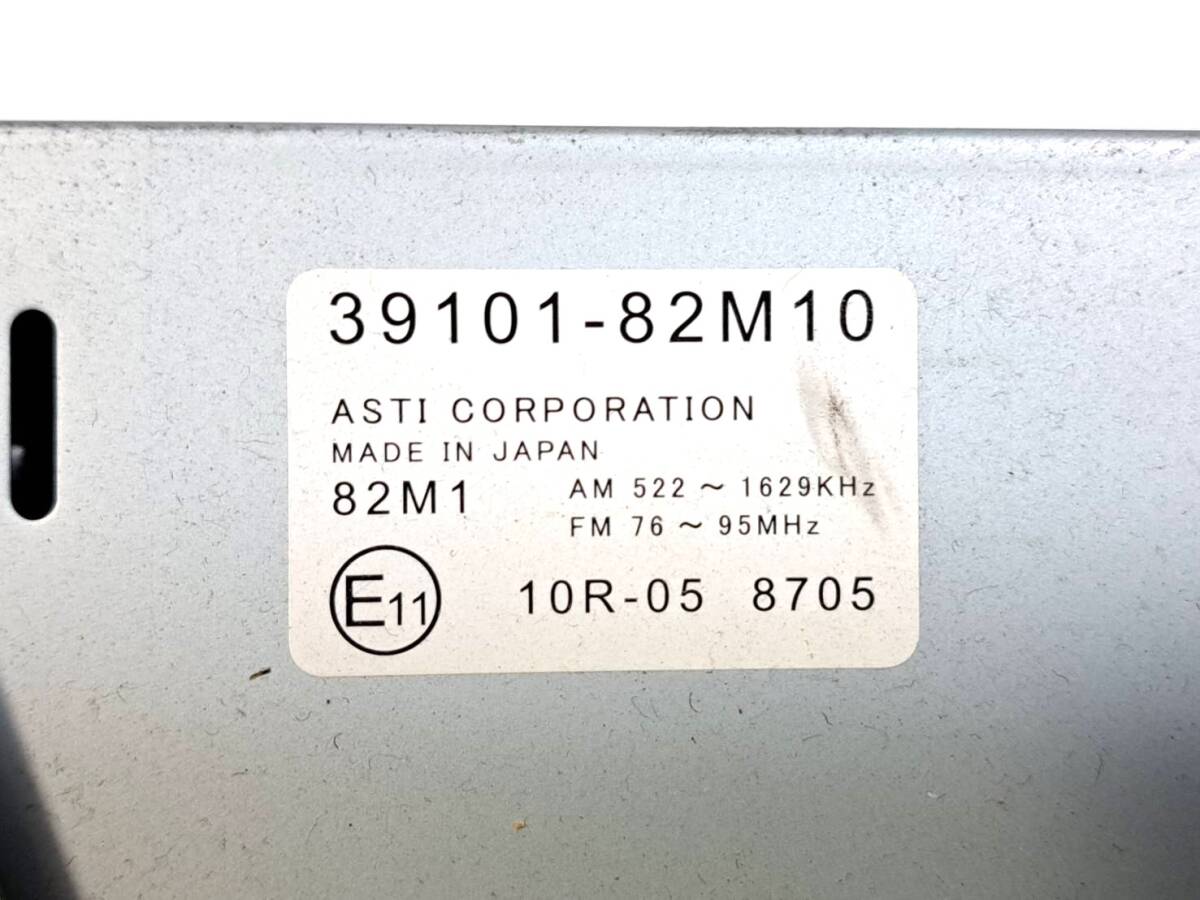 39101-82M10
ASTI CORPORATION
MADE IN JAPAN
82M1 AM 522 ~ 1629KHz
FM 76 ~ 95MHz
E11 10R-05 8705